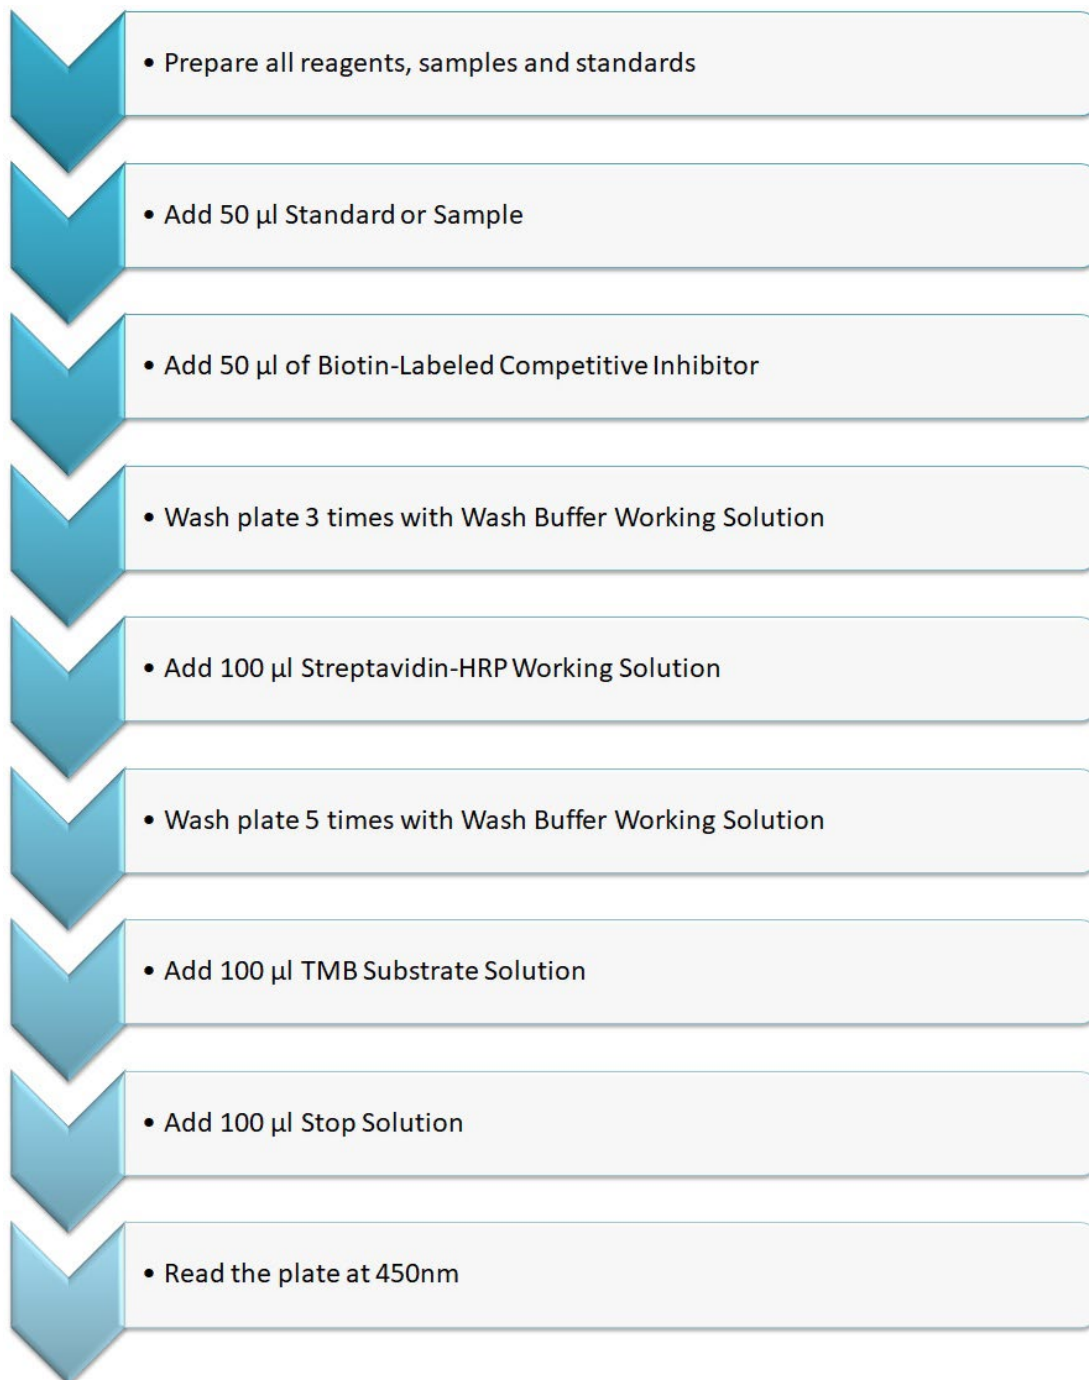 • Prepare all reagents, samples and standards
• Add 50 µl Standard or Sample
• Add 50 µl of Biotin-Labeled Competitive Inhibitor
• Wash plate 3 times with Wash Buffer Working Solution
• Add 100 µl Streptavidin-HRP Working Solution
• Wash plate 5 times with Wash Buffer Working Solution
• Add 100 µl TMB Substrate Solution
• Add 100 µl Stop Solution
• Read the plate at 450nm